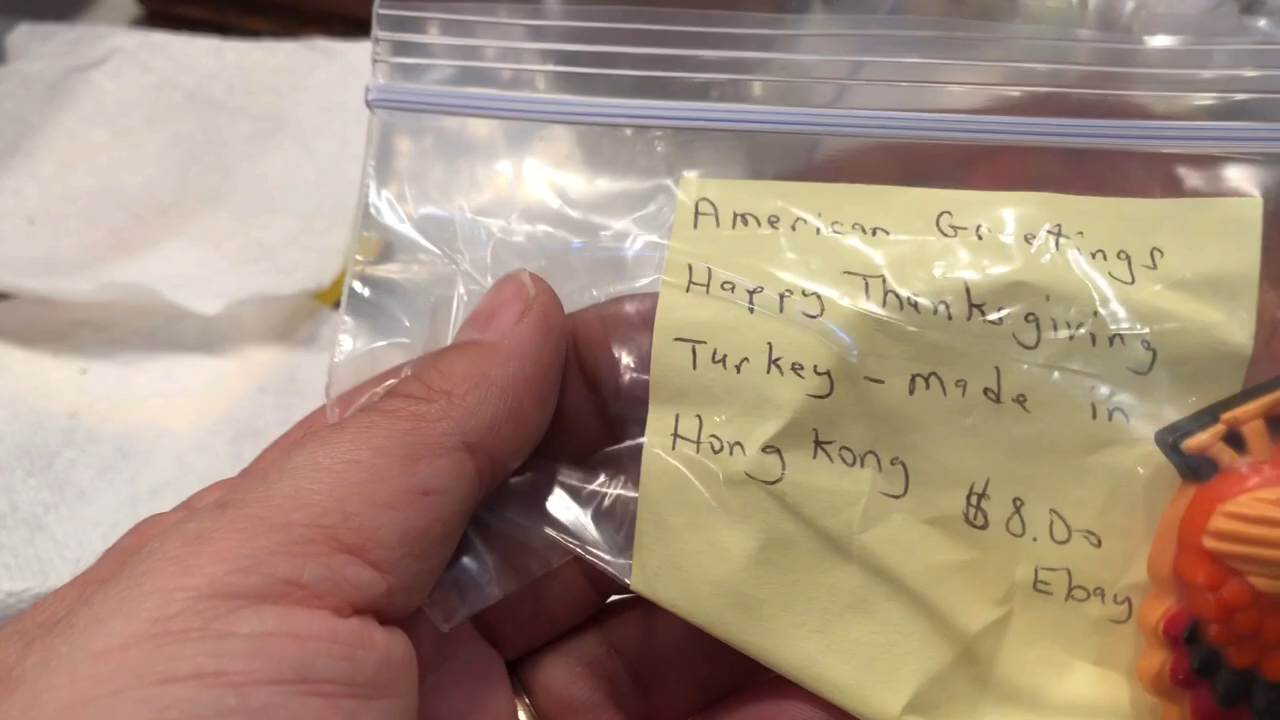 American Greetings
Happy Thanksgiving
Turkey - made in
Hong Kong
$8.00
Ebay